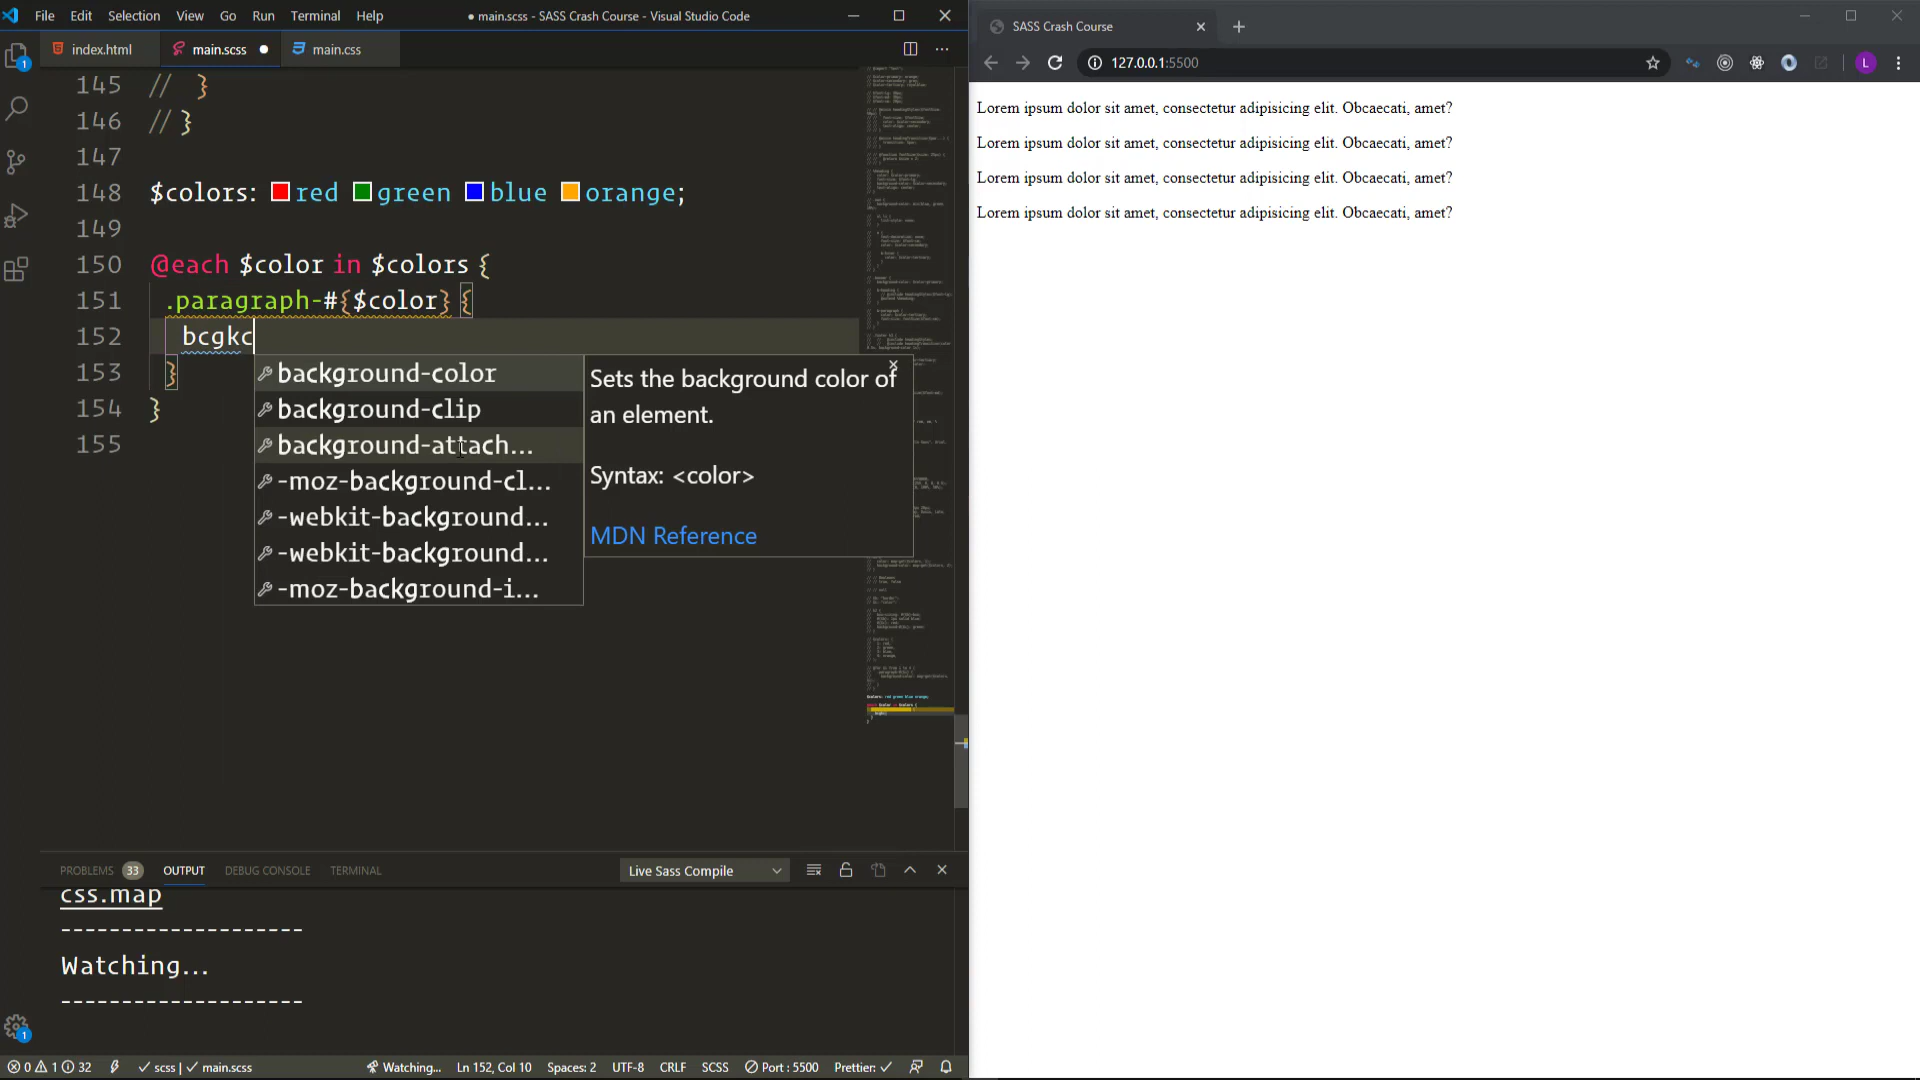 File Edit Selection View Go Run Terminal Help
● main.scss - SASS Crash Course - Visual Studio Code
index.html main.scss ● main.css
145 // }
146 // }
147
148 $colors: red green blue orange;
149
150 @each $color in $colors {
151 .paragraph-#{$color} {
152 bcgkc
153 }
154 }
155
background-color
background-clip
background-attach...
-moz-background-cl...
-webkit-background...
-webkit-background...
-moz-background-i...
Sets the background color of
an element.
Syntax: <color>
MDN Reference
PROBLEMS 33 OUTPUT DEBUG CONSOLE TERMINAL
Live Sass Compile
css.map
--------------------
Watching...
--------------------
0 1 32 scss | main.scss Watching... Ln 152, Col 10 Spaces: 2 UTF-8 CRLF SCSS Port : 5500 Prettier:
SASS Crash Course
127.0.0.1:5500
L
Lorem ipsum dolor sit amet, consectetur adipisicing elit. Obcaecati, amet?
Lorem ipsum dolor sit amet, consectetur adipisicing elit. Obcaecati, amet?
Lorem ipsum dolor sit amet, consectetur adipisicing elit. Obcaecati, amet?
Lorem ipsum dolor sit amet, consectetur adipisicing elit. Obcaecati, amet?